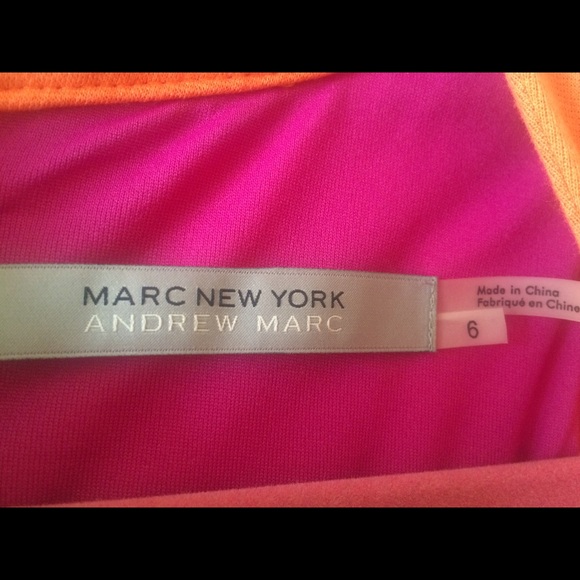 MARC NEW YORK
ANDREW MARC
Made in China
Fabriqué en Chine
6